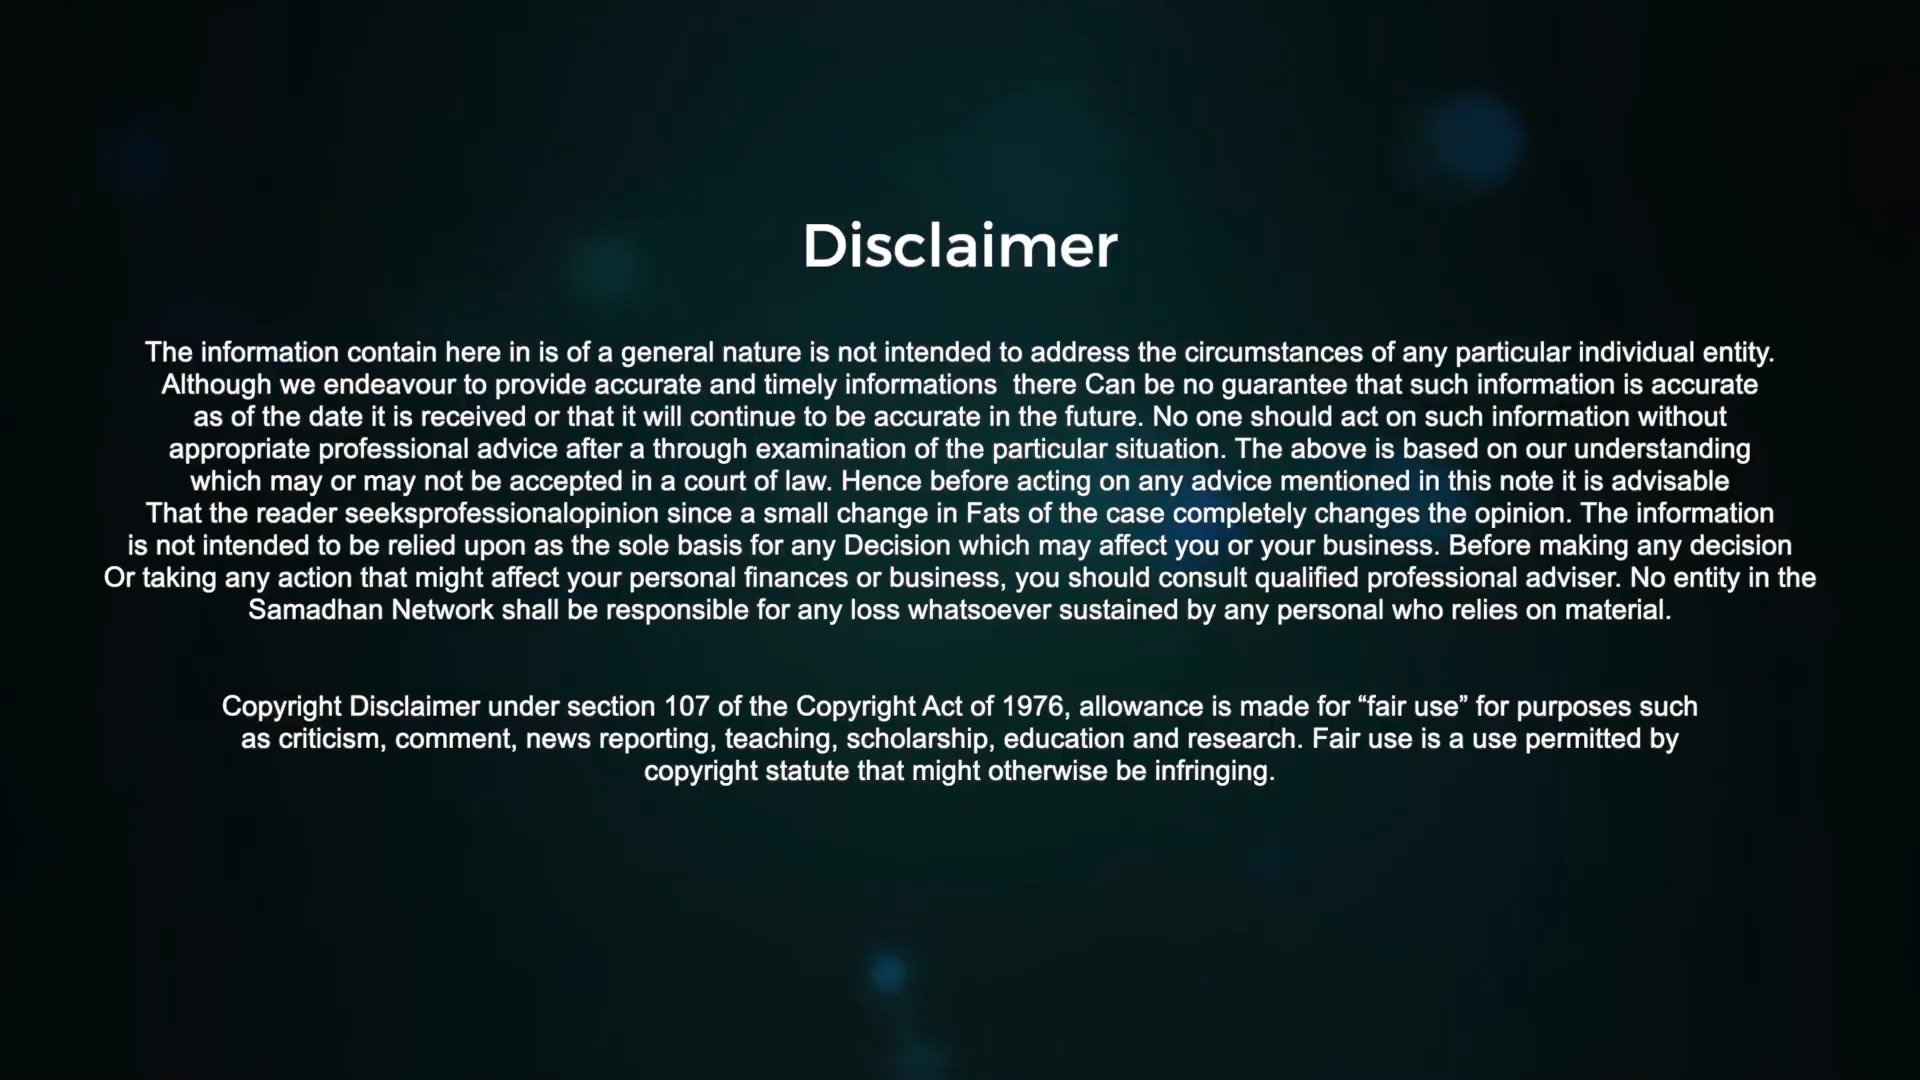 Disclaimer
The information contain here in is of a general nature is not intended to address the circumstances of any particular individual entity.
Although we endeavour to provide accurate and timely informations  there Can be no guarantee that such information is accurate
as of the date it is received or that it will continue to be accurate in the future. No one should act on such information without
appropriate professional advice after a through examination of the particular situation. The above is based on our understanding
which may or may not be accepted in a court of law. Hence before acting on any advice mentioned in this note it is advisable
That the reader seeksprofessionalopinion since a small change in Fats of the case completely changes the opinion. The information
is not intended to be relied upon as the sole basis for any Decision which may affect you or your business. Before making any decision
Or taking any action that might affect your personal finances or business, you should consult qualified professional adviser. No entity in the
Samadhan Network shall be responsible for any loss whatsoever sustained by any personal who relies on material.
Copyright Disclaimer under section 107 of the Copyright Act of 1976, allowance is made for “fair use” for purposes such
as criticism, comment, news reporting, teaching, scholarship, education and research. Fair use is a use permitted by
copyright statute that might otherwise be infringing.